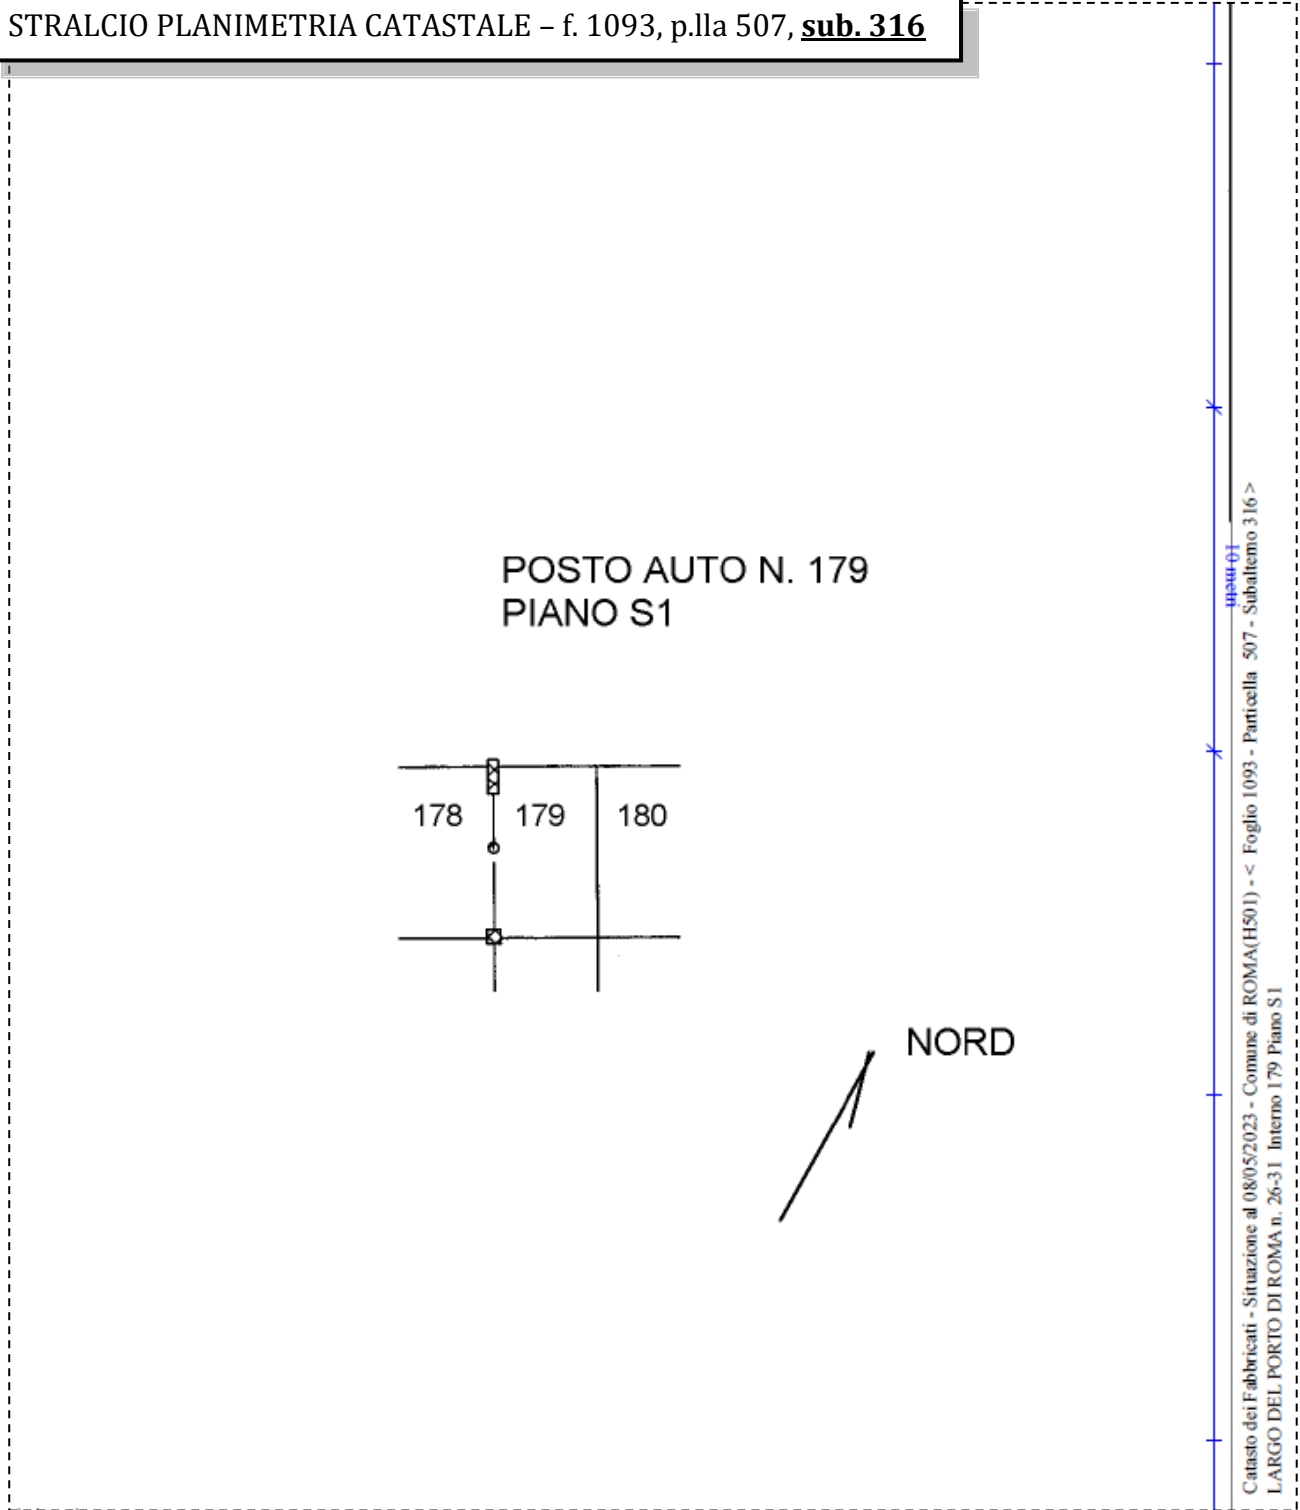 STRALCIO PLANIMETRIA CATASTALE – f. 1093, p.lla 507, sub. 316
POSTO AUTO N. 179
PIANO S1
178 179 180
NORD
10 metri
Catasto dei Fabbricati - Situazione al 08/05/2023 - Comune di ROMA(H501) - < Foglio 1093 - Particella 507 - Subalterno 316 >
LARGO DEL PORTO DI ROMA n. 26-31 Interno 179 Piano S1